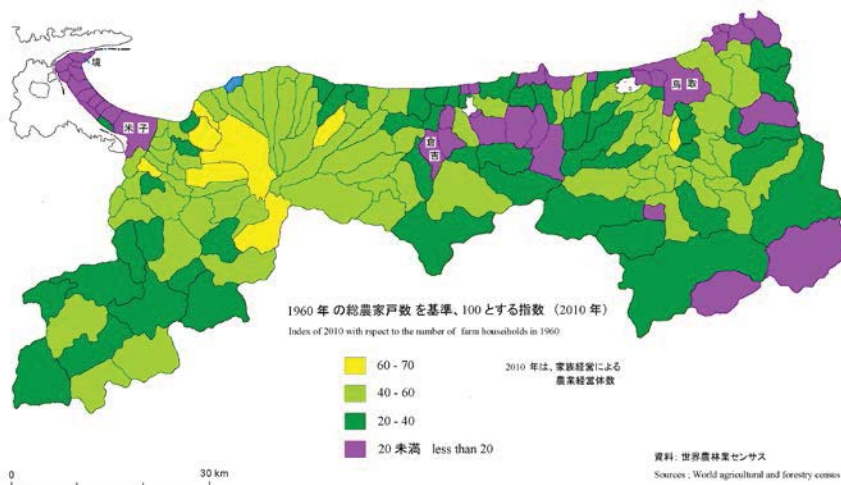 境
米子
倉吉
鳥取
1960 年 の総農家戸数 を基準、100 とする指数 (2010 年)
Index of 2010 with rspect to the number of farm househelds in 1960
60 - 70
40 - 60
20 - 40
20 未満 less than 20
2010 年は、家族経営による
農業経営体数
0 30 km
資料: 世界農林業センサス
Sources ; World agricultural and forestry census